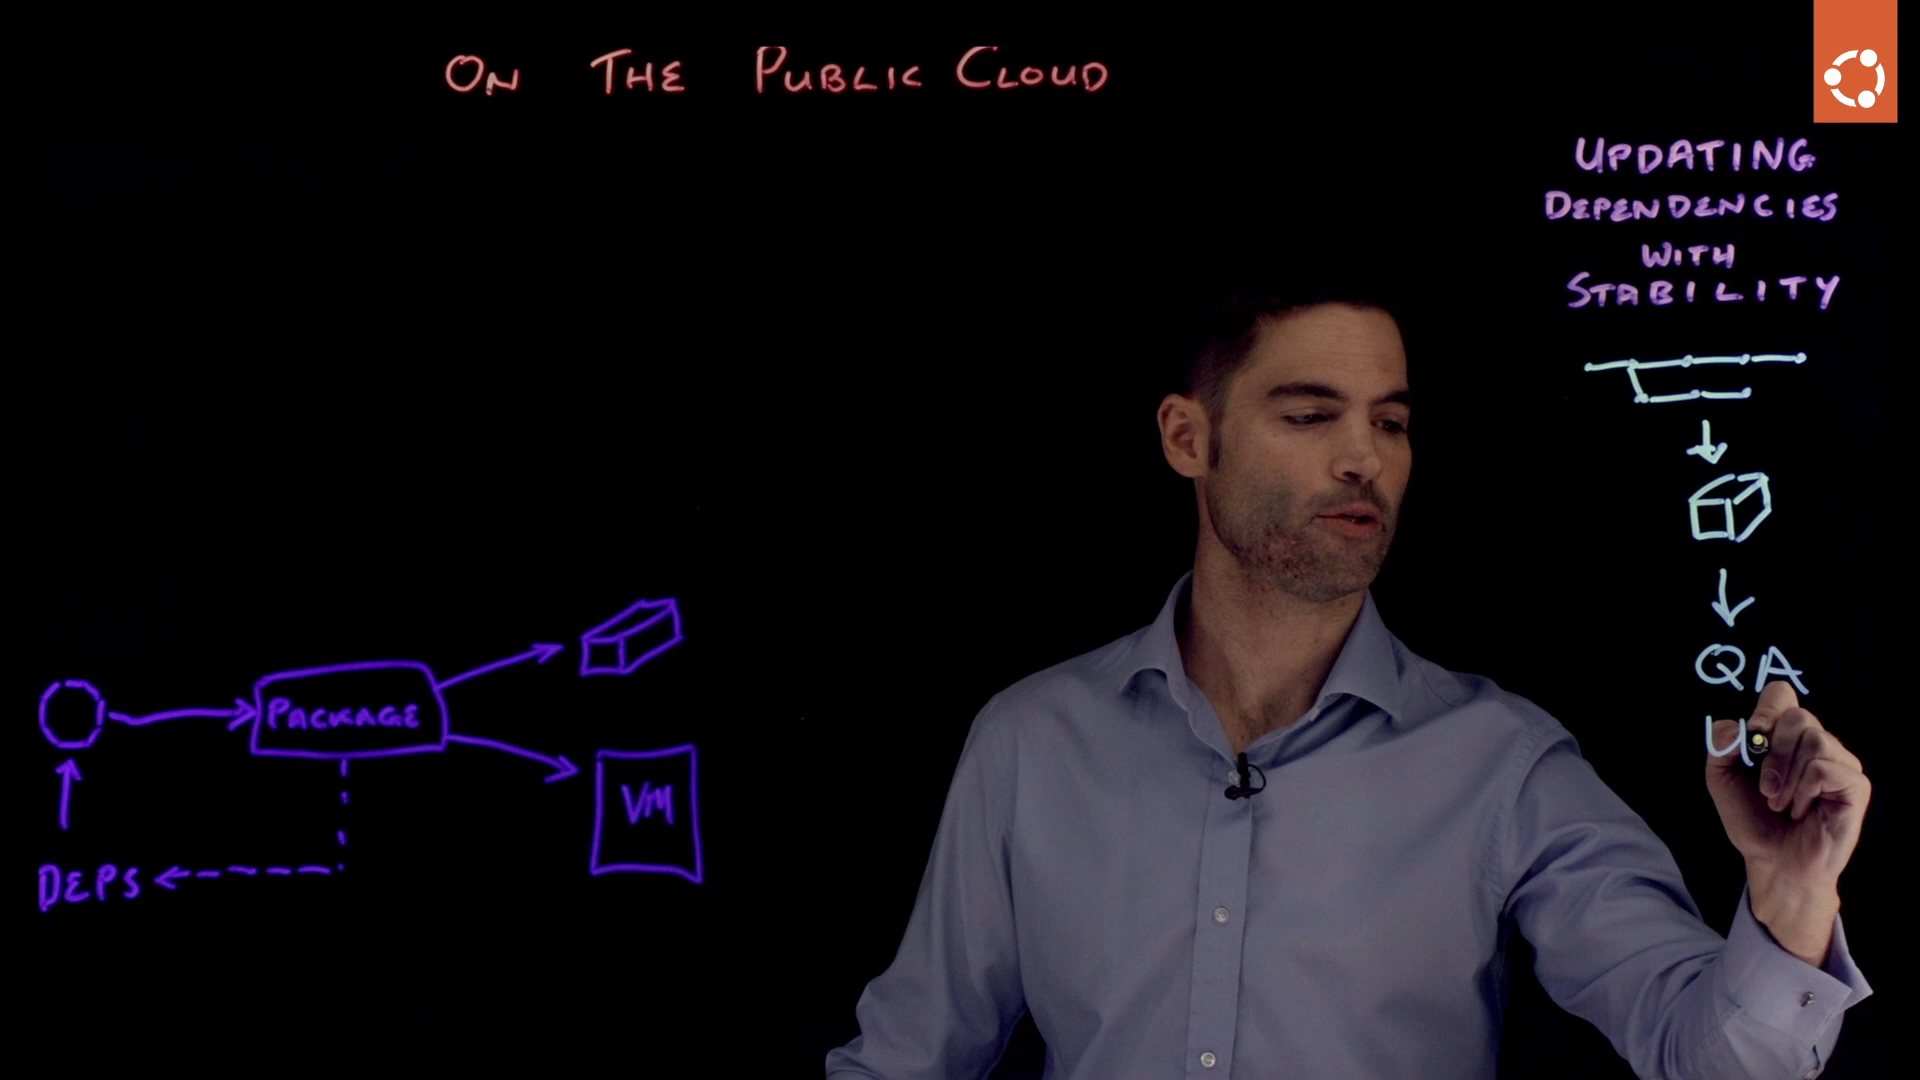 ON THE PUBLIC CLOUD
UPDATING
DEPENDENCIES
WITH
STABILITY
QA
U
PACKAGE
VM
DEPS